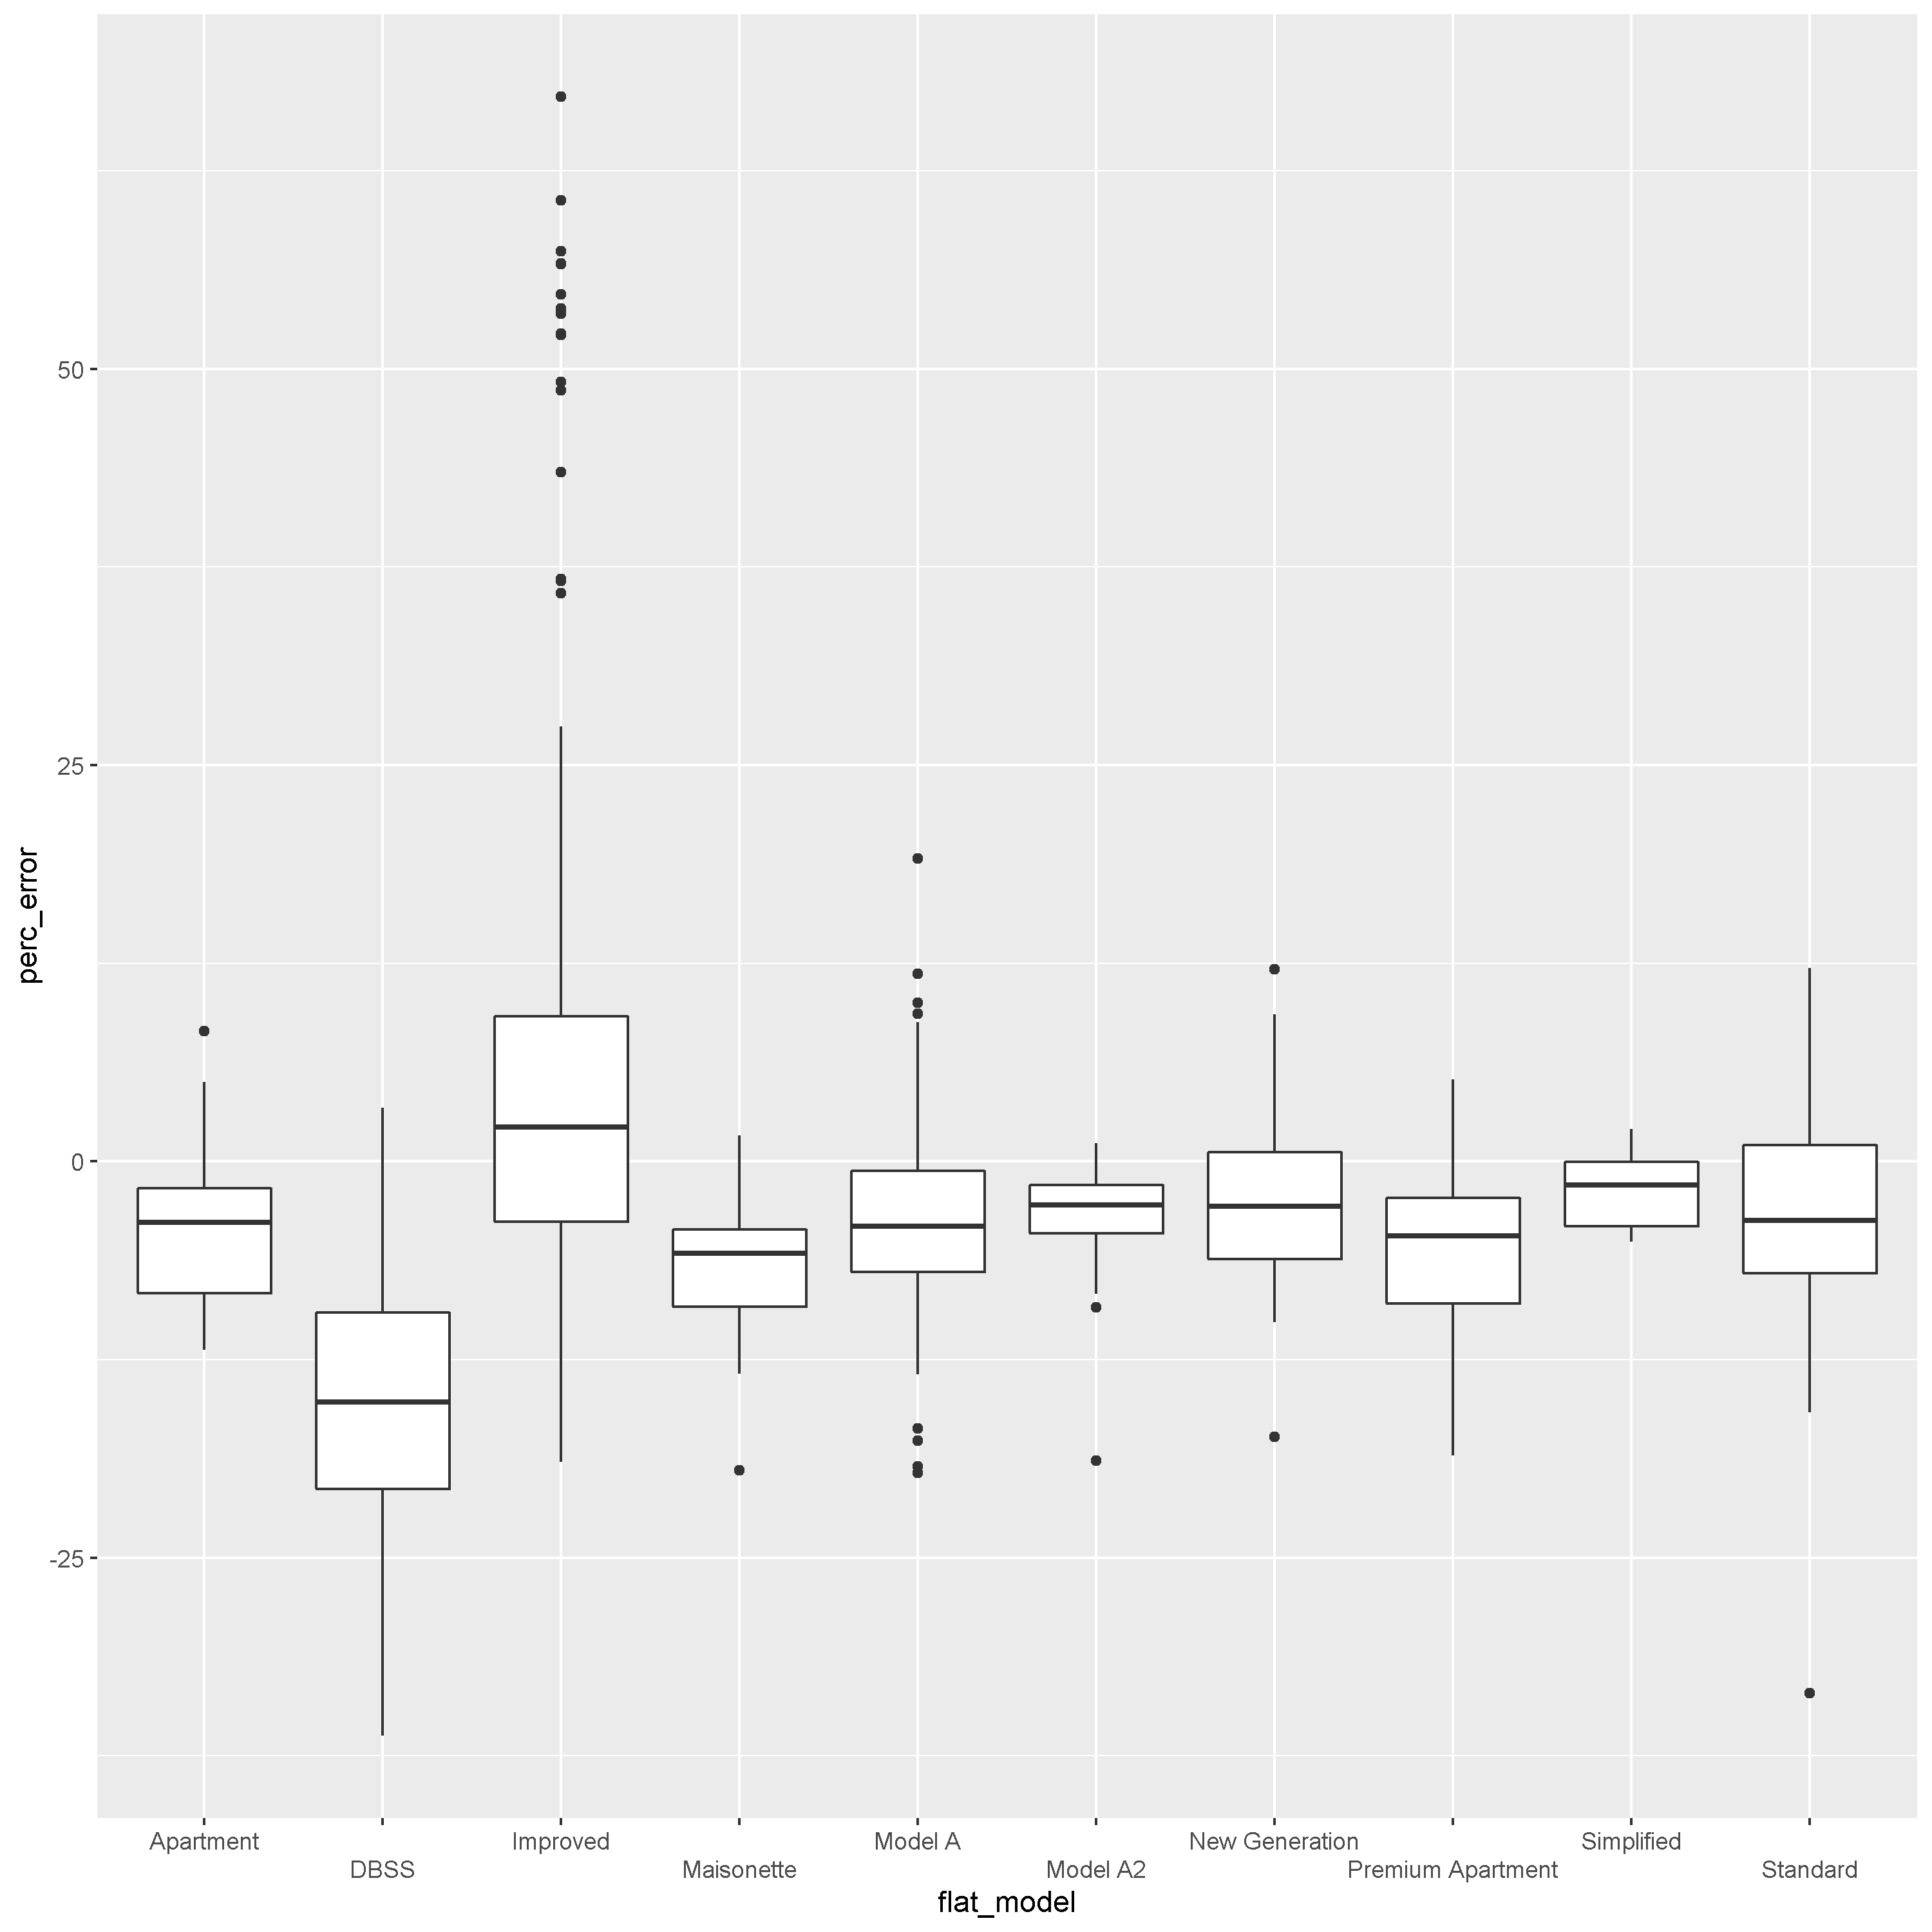 perc_error
50
25
0
-25
Apartment
DBSS
Improved
Maisonette
Model A
Model A2
New Generation
Premium Apartment
Simplified
Standard
flat_model